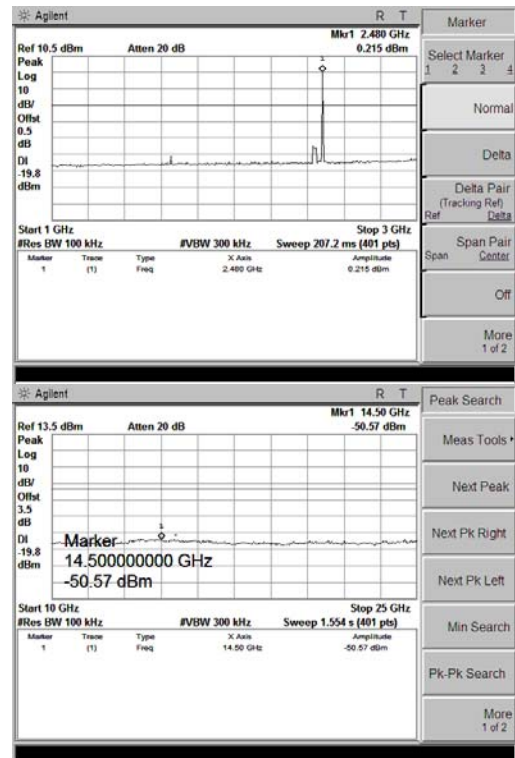 Agilent R T Marker
Mkr1 2.480 GHz
Ref 10.5 dBm Atten 20 dB 0.215 dBm
Select Marker
1 2 3 4
Peak
Log
10
dB/
Offst
0.5
dB
DI
-19.8
dBm
1
Normal
Delta
Delta Pair
(Tracking Ref)
Ref Delta
Span Pair
Span Center
Off
More
1 of 2
Start 1 GHz Stop 3 GHz
#Res BW 100 kHz #VBW 300 kHz Sweep 207.2 ms (401 pts)
Marker Trace Type X Axis Amplitude
1 (1) Freq 2.480 GHz 0.215 dBm
Agilent R T Peak Search
Mkr1 14.50 GHz
Ref 13.5 dBm Atten 20 dB -50.57 dBm
Peak
Log
10
dB/
Offst
3.5
dB
DI
-19.8
dBm
1
Marker
14.500000000 GHz
-50.57 dBm
Meas Tools
Next Peak
Next Pk Right
Next Pk Left
Min Search
Pk-Pk Search
More
1 of 2
Start 10 GHz Stop 25 GHz
#Res BW 100 kHz #VBW 300 kHz Sweep 1.554 s (401 pts)
Marker Trace Type X Axis Amplitude
1 (1) Freq 14.50 GHz -50.57 dBm